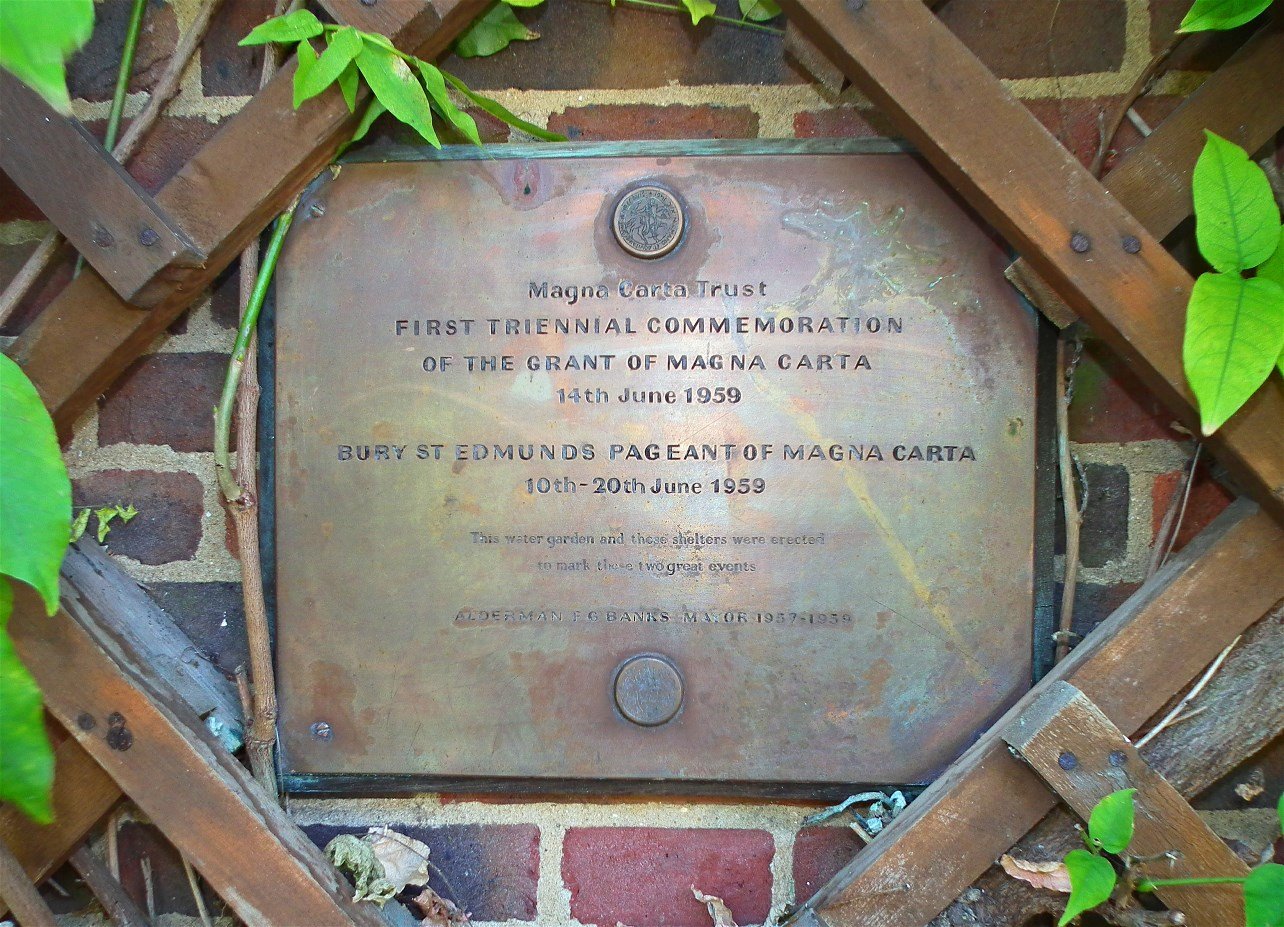 Magna Carta Trust
FIRST TRIENNIAL COMMEMORATION
OF THE GRANT OF MAGNA CARTA
14th June 1959
BURY ST EDMUNDS PAGEANT OF MAGNA CARTA
10th-20th June 1959
This water garden and these shelters were erected
to mark these two great events
ALDERMAN F G BANKS MAYOR 1957-1959